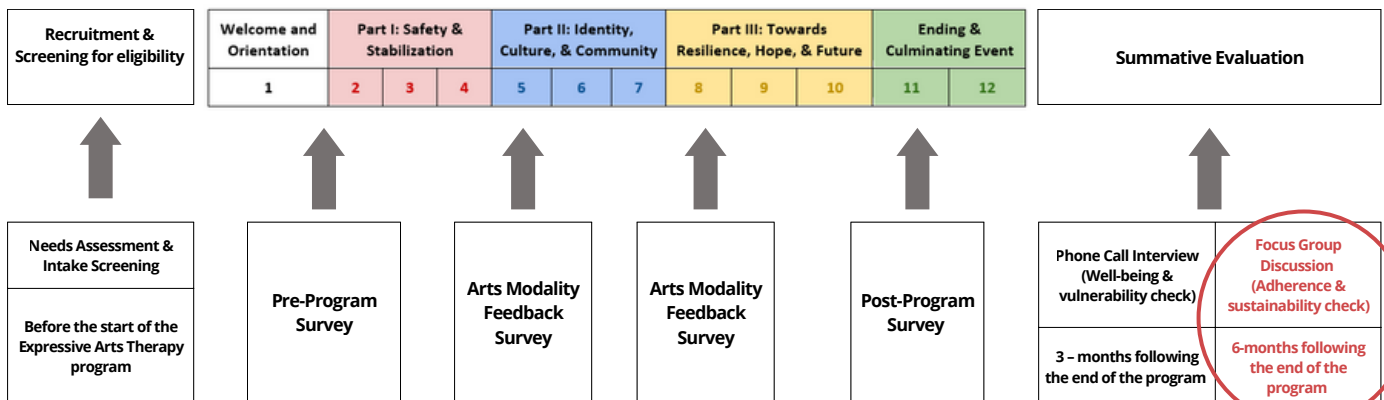 Recruitment &
Screening for eligibility
Welcome and
Orientation
Part I: Safety &
Stabilization
Part II: Identity,
Culture, & Community
Part III: Towards
Resilience, Hope, & Future
Ending &
Culminating Event
1 2 3 4 5 6 7 8 9 10 11 12
Summative Evaluation
Needs Assessment &
Intake Screening
Before the start of the
Expressive Arts Therapy
program
Pre-Program
Survey
Arts Modality
Feedback
Survey
Arts Modality
Feedback
Survey
Post-Program
Survey
Phone Call Interview
(Well-being &
vulnerability check)
Focus Group
Discussion
(Adherence &
sustainability check)
3 – months following
the end of the program
6-months following
the end of the
program